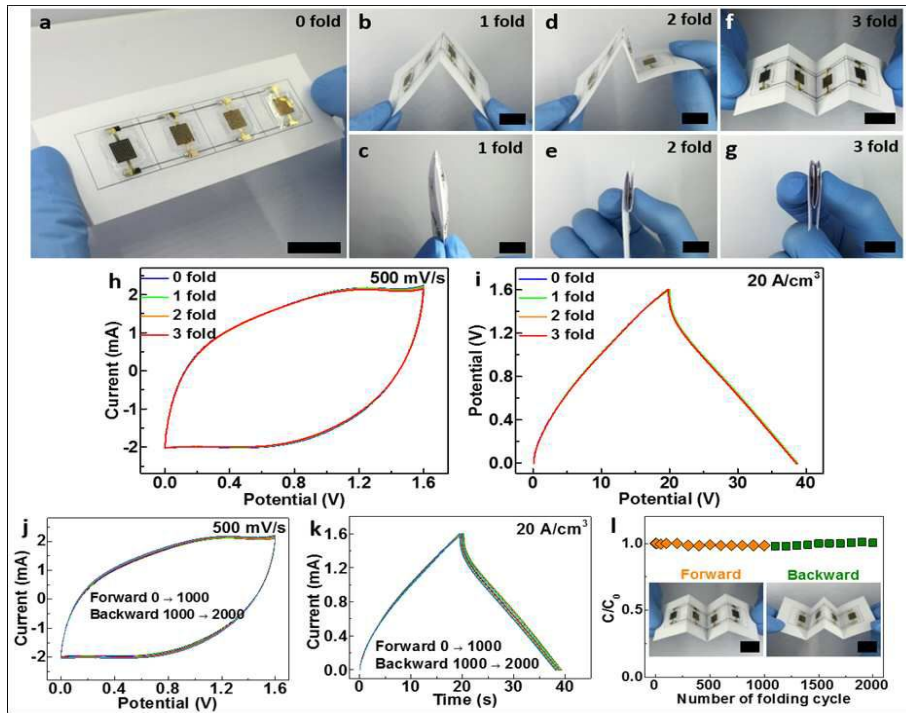 a 0 fold
b 1 fold
d 2 fold
f 3 fold
c 1 fold
e 2 fold
g 3 fold
h 500 mV/s
0 fold
1 fold
2 fold
3 fold
Current (mA)
2
1
0
-1
-2
0.0 0.4 0.8 1.2 1.6
Potential (V)
i 20 A/cm³
0 fold
1 fold
2 fold
3 fold
Potential (V)
1.6
1.2
0.8
0.4
0.0
0 10 20 30 40
Potential (V)
j 500 mV/s
Current (mA)
2
1
0
-1
-2
Forward 0 → 1000
Backward 1000 → 2000
0.0 0.4 0.8 1.2 1.6
Potential (V)
k 20 A/cm³
Current (mA)
1.6
1.2
0.8
0.4
0.0
Forward 0 → 1000
Backward 1000 → 2000
0 10 20 30 40
Time (s)
l
C/C₀
1.0
0.5
0.0
Forward Backward
0 500 1000 1500 2000
Number of folding cycle